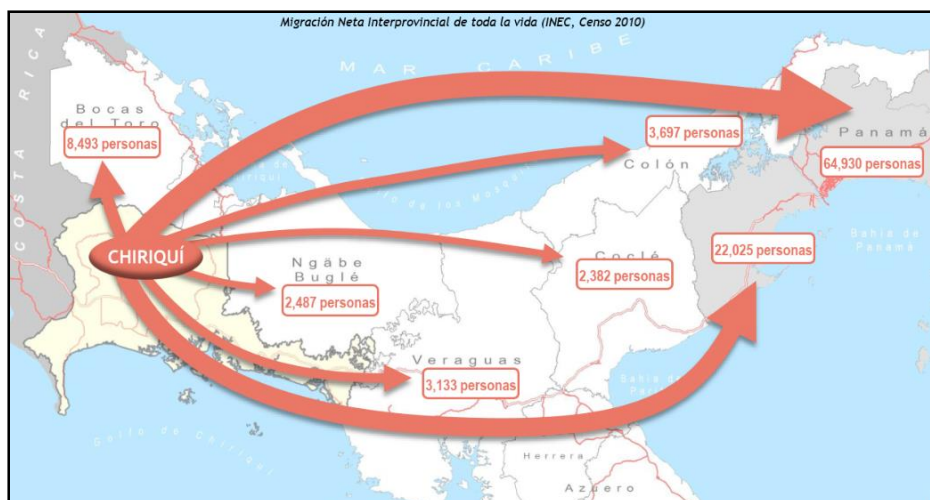 Migración Neta Interprovincial de toda la vida (INEC, Censo 2010)
MAR CARIBE
COSTA RICA
Bocas
del Toro
8,493 personas
3,697 personas
Colón
Panamá
64,930 personas
Bahía de
Panamá
CHIRIQUÍ
Ngäbe
Buglé
2,487 personas
Coclé
2,382 personas
22,025 personas
Veraguas
3,133 personas
Golfo de Chiriquí
Herrera
Azuero